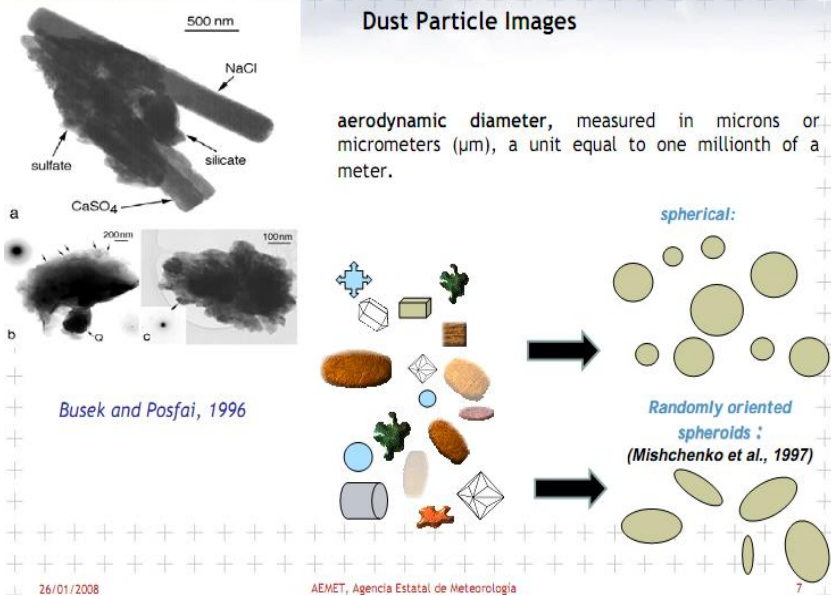 Dust Particle Images
500 nm
NaCl
sulfate
silicate
CaSO4
a
200nm
100nm
b
Q
c
Busek and Posfai, 1996
aerodynamic diameter, measured in microns or
micrometers (µm), a unit equal to one millionth of a
meter.
spherical:
Randomly oriented
spheroids :
(Mishchenko et al., 1997)
26/01/2008
AEMET, Agencia Estatal de Meteorología
7